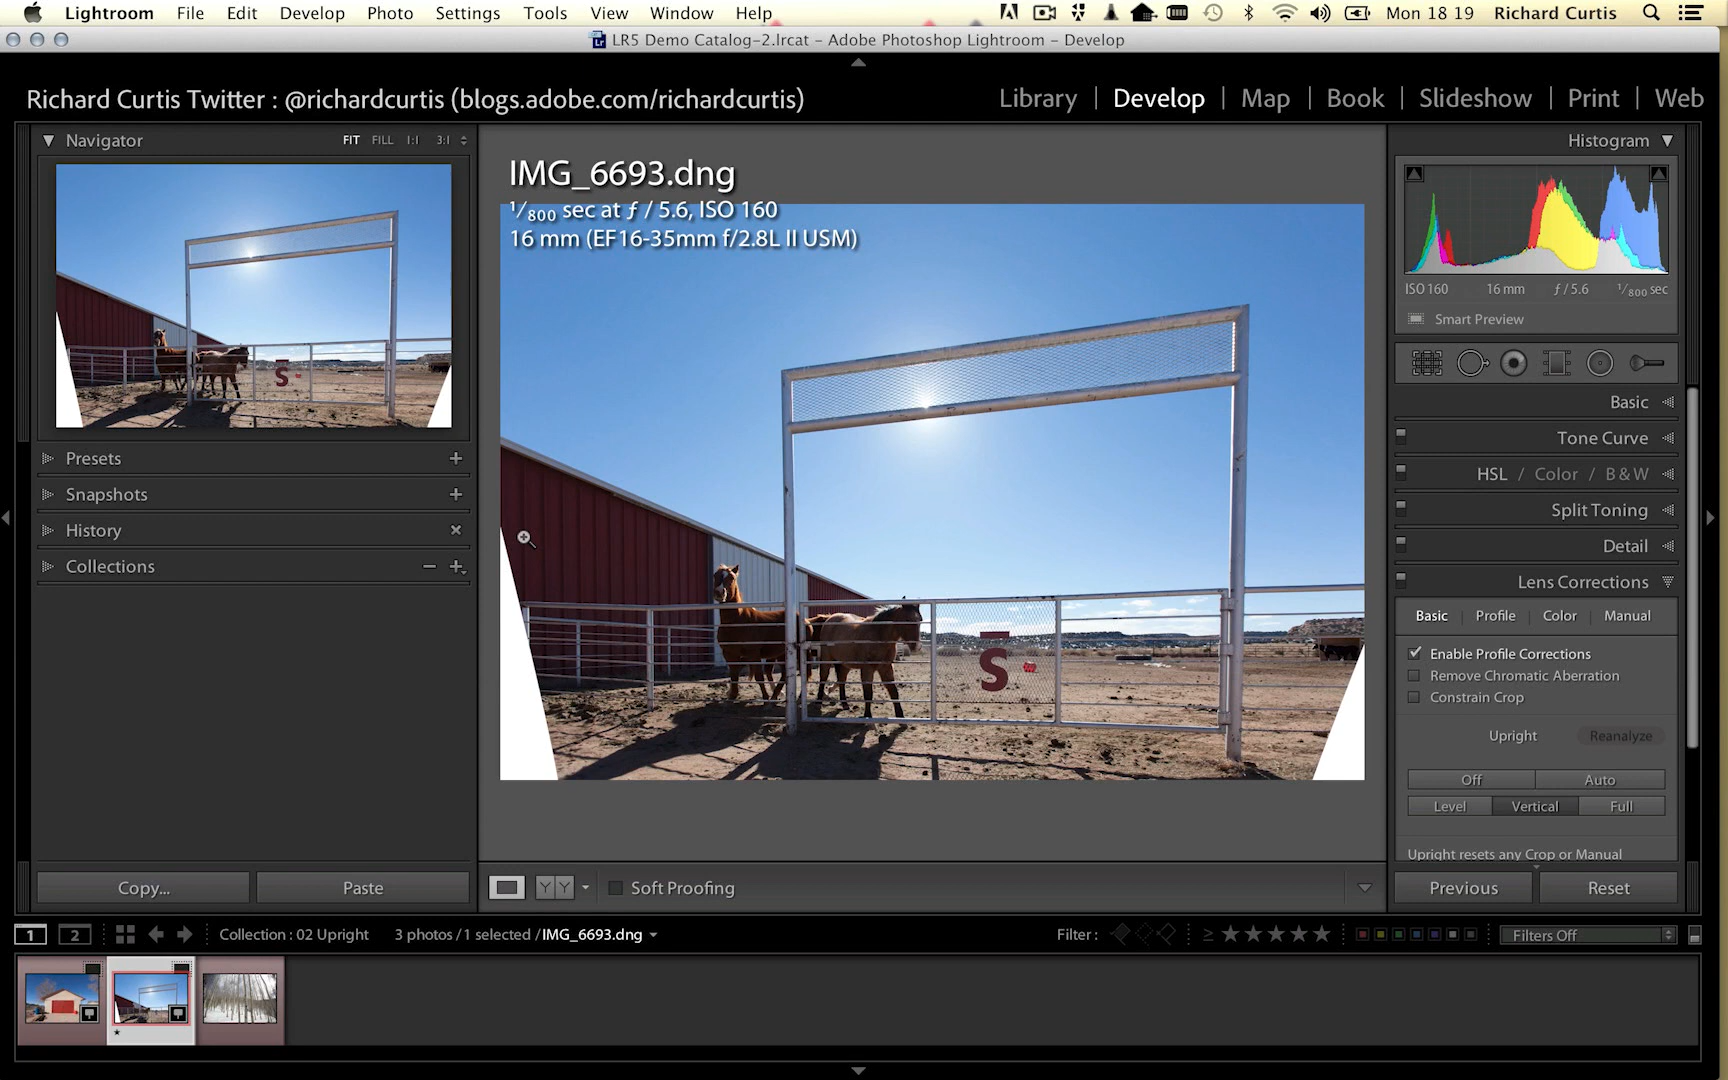 Lightroom File Edit Develop Photo Settings Tools View Window Help Mon 18 19 Richard Curtis
LR5 Demo Catalog-2.lrcat – Adobe Photoshop Lightroom – Develop
Richard Curtis Twitter : @richardcurtis (blogs.adobe.com/richardcurtis)
Library | Develop | Map | Book | Slideshow | Print | Web
Navigator FIT FILL 1:1 3:1
Presets
Snapshots
History
Collections
Copy... Paste
IMG_6693.dng
1/800 sec at ƒ / 5.6, ISO 160
16 mm (EF16-35mm f/2.8L II USM)
S
YY Soft Proofing
Histogram
ISO 160 16 mm ƒ / 5.6 1/800 sec
Smart Preview
Basic
Tone Curve
HSL / Color / B & W
Split Toning
Detail
Lens Corrections
Basic | Profile | Color | Manual
Enable Profile Corrections
Remove Chromatic Aberration
Constrain Crop
Upright Reanalyze
Off Auto
Level Vertical Full
Upright resets any Crop or Manual
Previous Reset
1 2 Collection : 02 Upright 3 photos / 1 selected / IMG_6693.dng Filter : ≥ ★★★★★ Filters Off